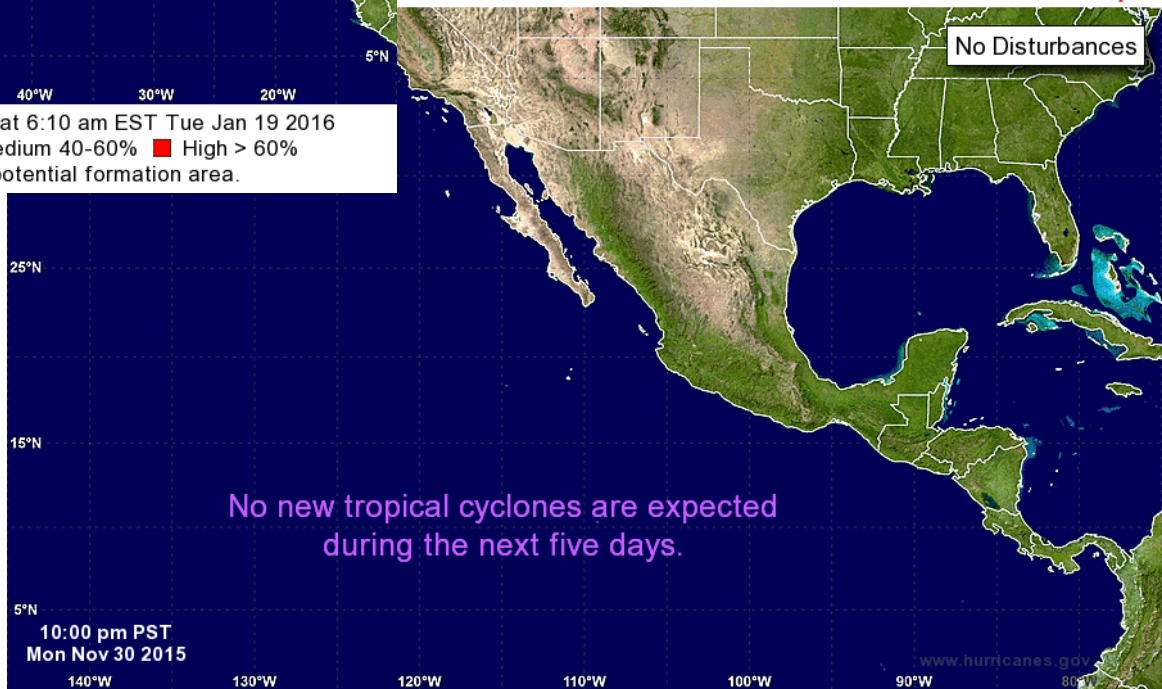 No Disturbances
5°N
40°W 30°W 20°W
at 6:10 am EST Tue Jan 19 2016
edium 40-60% High > 60%
potential formation area.
25°N
15°N
No new tropical cyclones are expected
during the next five days.
5°N
10:00 pm PST
Mon Nov 30 2015
www.hurricanes.gov
140°W 130°W 120°W 110°W 100°W 90°W 80°W